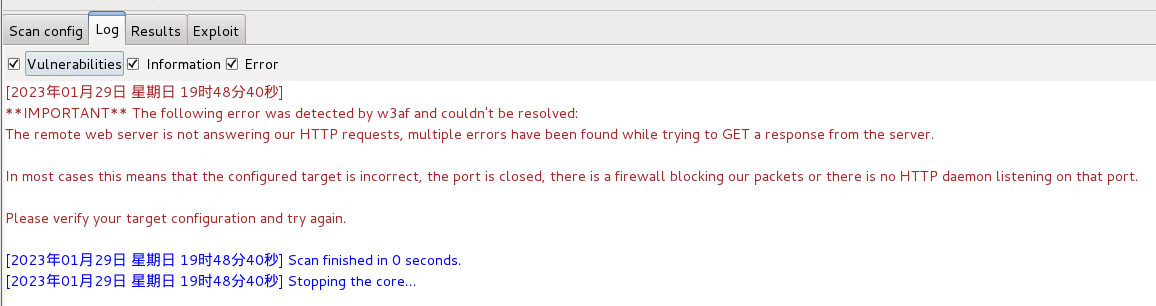 Scan config Log Results Exploit
Vulnerabilities Information Error
[2023年01月29日 星期日 19时48分40秒]
**IMPORTANT** The following error was detected by w3af and couldn't be resolved:
The remote web server is not answering our HTTP requests, multiple errors have been found while trying to GET a response from the server.
In most cases this means that the configured target is incorrect, the port is closed, there is a firewall blocking our packets or there is no HTTP daemon listening on that port.
Please verify your target configuration and try again.
[2023年01月29日 星期日 19时48分40秒] Scan finished in 0 seconds.
[2023年01月29日 星期日 19时48分40秒] Stopping the core...